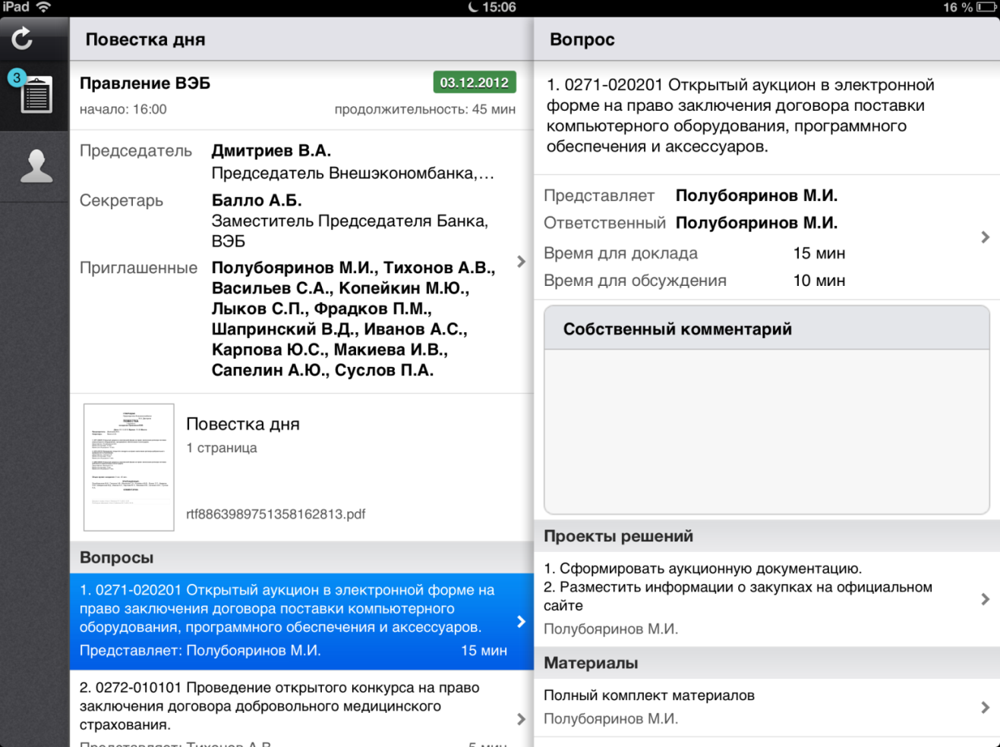 iPad
15:06
16 %
3
Повестка дня
Правление ВЭБ
03.12.2012
начало: 16:00
продолжительность: 45 мин
Председатель
Дмитриев В.А.
Председатель Внешэкономбанка,...
Секретарь
Балло А.Б.
Заместитель Председателя Банка,
ВЭБ
Приглашенные
Полубояринов М.И., Тихонов А.В.,
Васильев С.А., Копейкин М.Ю.,
Лыков С.П., Фрадков П.М.,
Шапринский В.Д., Иванов А.С.,
Карпова Ю.С., Макиева И.В.,
Сапелин А.Ю., Суслов П.А.
Повестка дня
1 страница
rtf8863989751358162813.pdf
Вопросы
1. 0271-020201 Открытый аукцион в электронной форме на
право заключения договора поставки компьютерного
оборудования, программного обеспечения и аксессуаров.
Представляет: Полубояринов М.И.
15 мин
2. 0272-010101 Проведение открытого конкурса на право
заключения договора добровольного медицинского
страхования.
Представляет: Тихонов А.В.
5 мин
Вопрос
1. 0271-020201 Открытый аукцион в электронной
форме на право заключения договора поставки
компьютерного оборудования, программного
обеспечения и аксессуаров.
Представляет Полубояринов М.И.
Ответственный Полубояринов М.И.
Время для доклада 15 мин
Время для обсуждения 10 мин
Собственный комментарий
Проекты решений
1. Сформировать аукционную документацию.
2. Разместить информации о закупках на официальном
сайте
Полубояринов М.И.
Материалы
Полный комплект материалов
Полубояринов М.И.